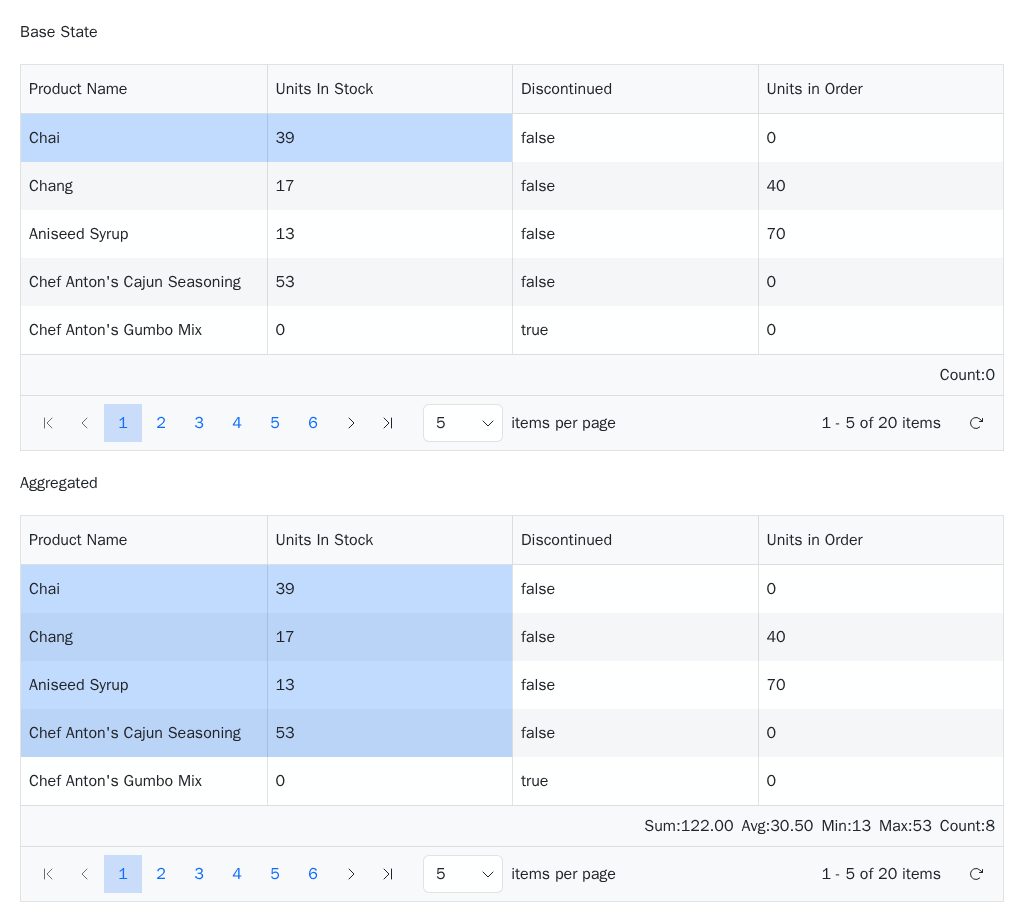 Base State
Product Name Units In Stock Discontinued Units in Order
Chai 39 false 0
Chang 17 false 40
Aniseed Syrup 13 false 70
Chef Anton's Cajun Seasoning 53 false 0
Chef Anton's Gumbo Mix 0 true 0
Count:0
1 2 3 4 5 6 5 items per page 1 - 5 of 20 items
Aggregated
Product Name Units In Stock Discontinued Units in Order
Chai 39 false 0
Chang 17 false 40
Aniseed Syrup 13 false 70
Chef Anton's Cajun Seasoning 53 false 0
Chef Anton's Gumbo Mix 0 true 0
Sum:122.00 Avg:30.50 Min:13 Max:53 Count:8
1 2 3 4 5 6 5 items per page 1 - 5 of 20 items